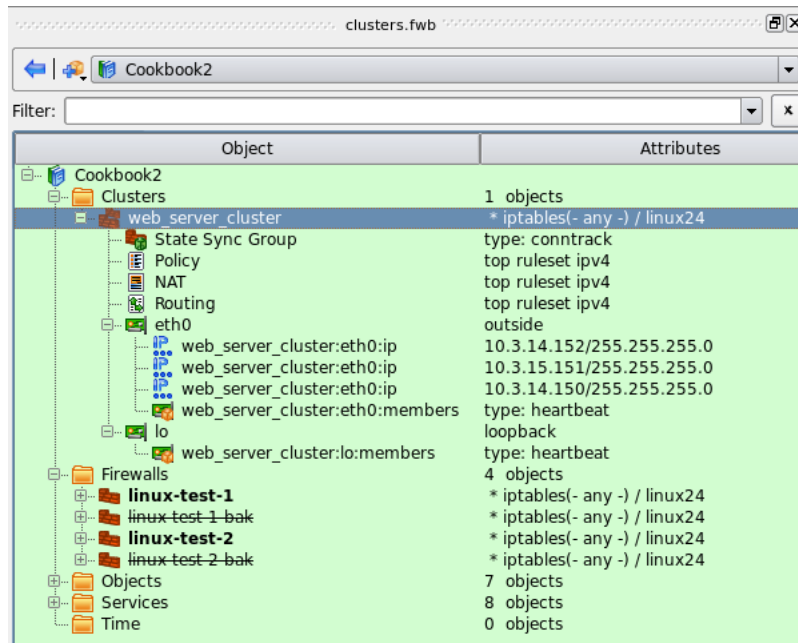 clusters.fwb
Cookbook2
Filter:
x
Object Attributes
Cookbook2
Clusters 1 objects
web_server_cluster * iptables(- any -) / linux24
State Sync Group type: conntrack
Policy top ruleset ipv4
NAT top ruleset ipv4
Routing top ruleset ipv4
eth0 outside
IP web_server_cluster:eth0:ip 10.3.14.152/255.255.255.0
IP web_server_cluster:eth0:ip 10.3.15.151/255.255.255.0
IP web_server_cluster:eth0:ip 10.3.14.150/255.255.255.0
web_server_cluster:eth0:members type: heartbeat
lo loopback
web_server_cluster:lo:members type: heartbeat
Firewalls 4 objects
linux-test-1 * iptables(- any -) / linux24
linux-test-1-bak * iptables(- any -) / linux24
linux-test-2 * iptables(- any -) / linux24
linux-test-2-bak * iptables(- any -) / linux24
Objects 7 objects
Services 8 objects
Time 0 objects